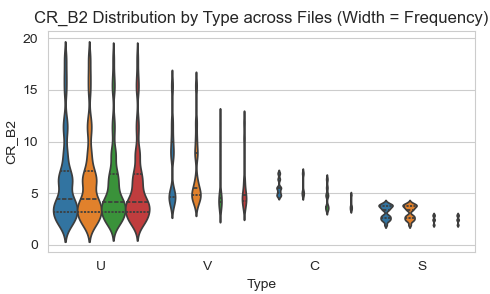 CR_B2 Distribution by Type across Files (Width = Frequency)
20
15
10
5
0
CR_B2
U V C S
Type